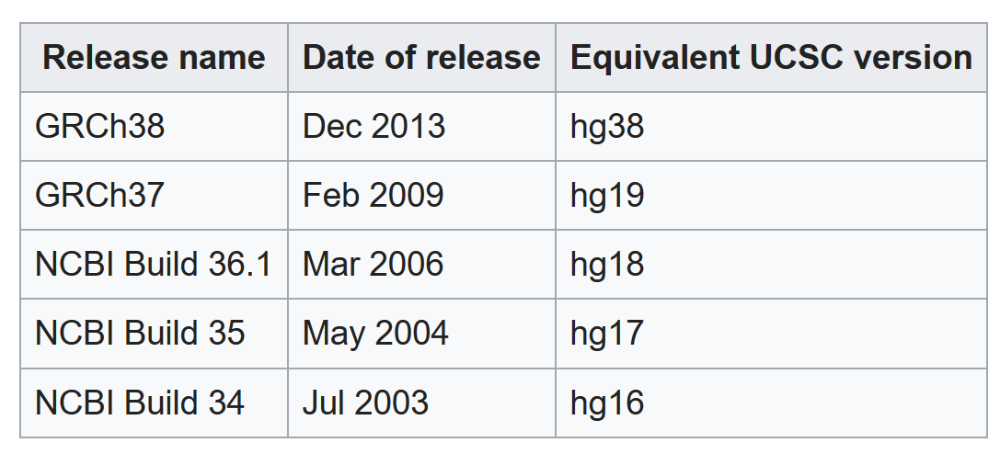 Release name Date of release Equivalent UCSC version
GRCh38 Dec 2013 hg38
GRCh37 Feb 2009 hg19
NCBI Build 36.1 Mar 2006 hg18
NCBI Build 35 May 2004 hg17
NCBI Build 34 Jul 2003 hg16